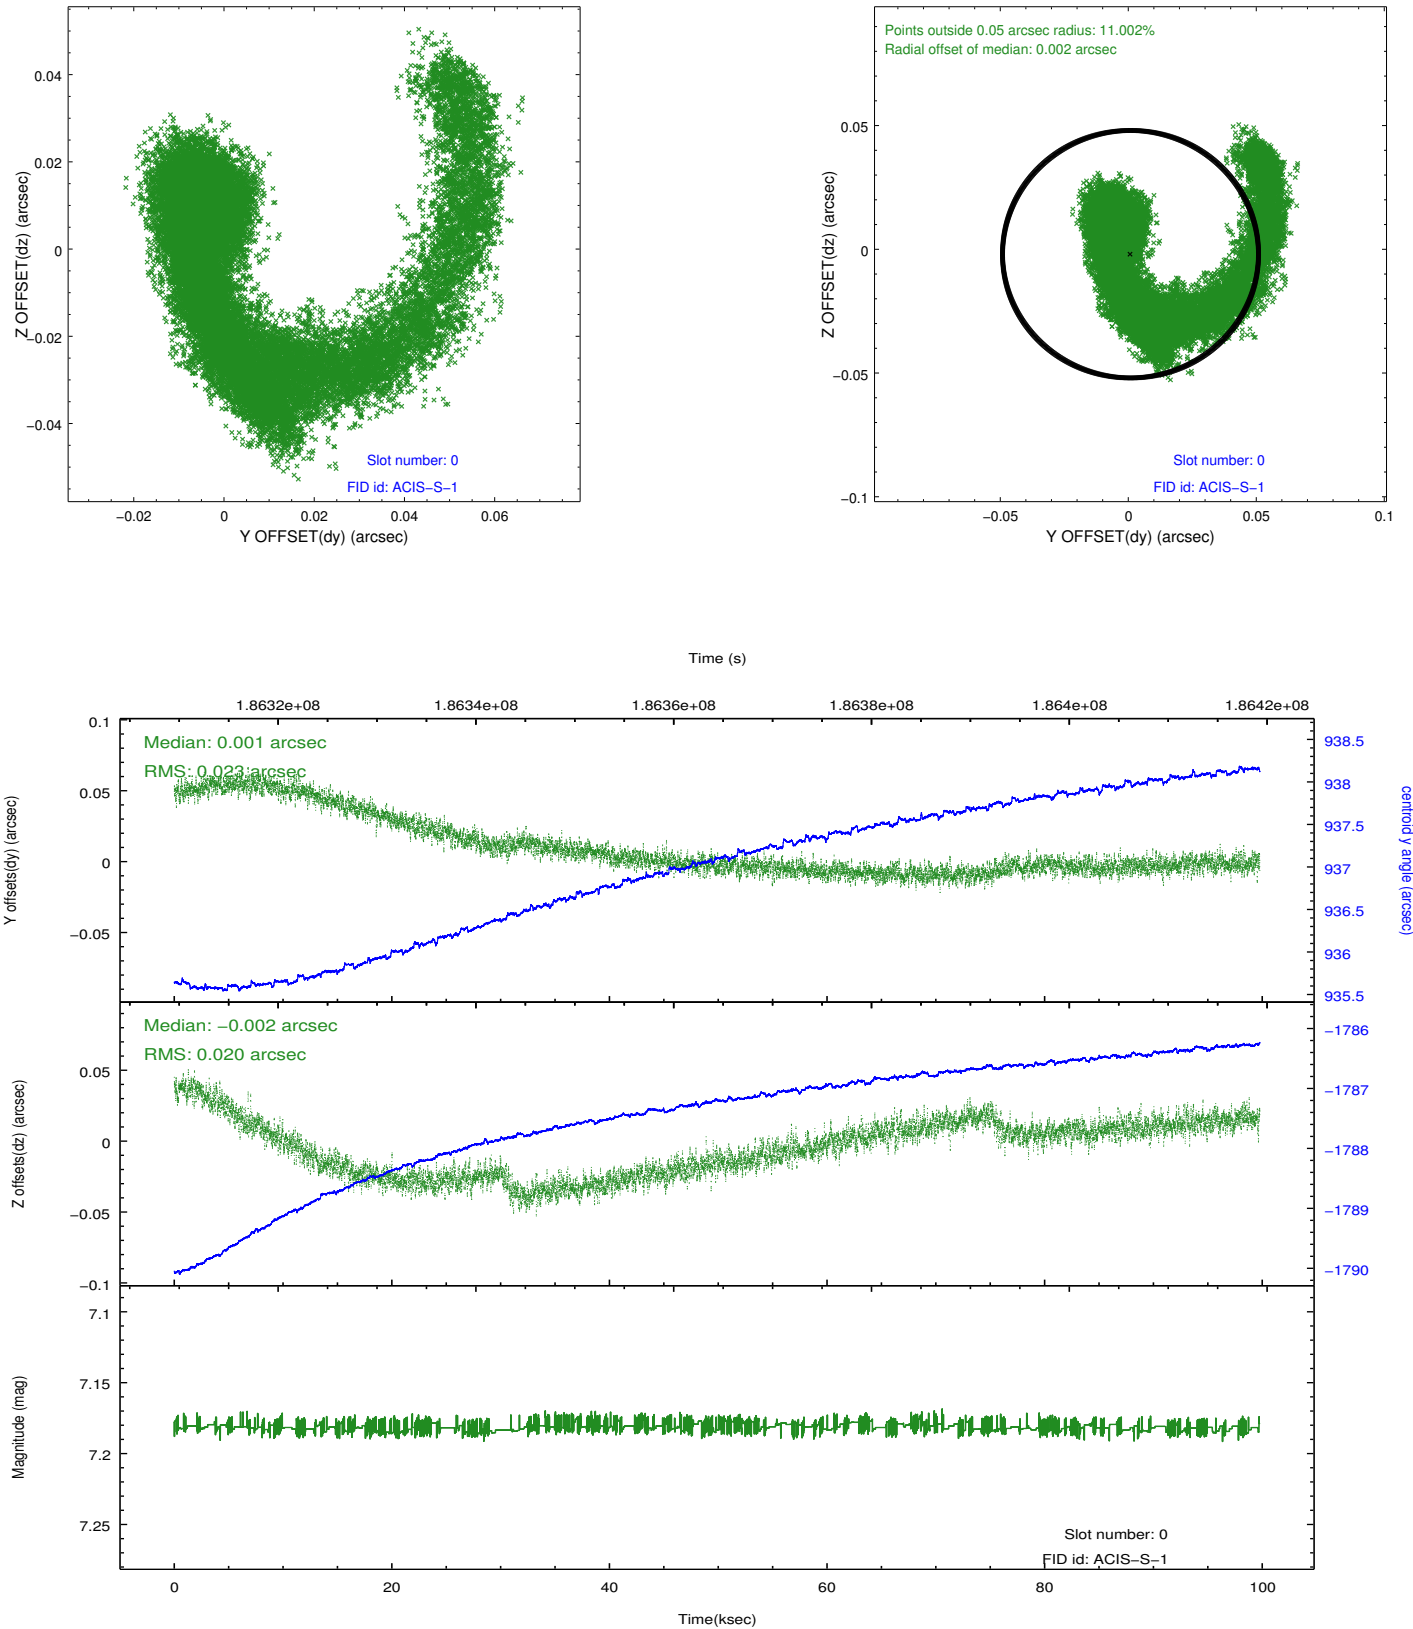 0.04
0.02
0
−0.02
−0.04
Z OFFSET(dz) (arcsec)
Slot number: 0
FID id: ACIS−S−1
−0.02 0 0.02 0.04 0.06
Y OFFSET(dy) (arcsec)
Points outside 0.05 arcsec radius: 11.002%
Radial offset of median: 0.002 arcsec
0.05
0
−0.05
−0.1
Z OFFSET(dz) (arcsec)
Slot number: 0
FID id: ACIS−S−1
−0.05 0 0.05 0.1
Y OFFSET(dy) (arcsec)
Time (s)
1.8632e+08 1.8634e+08 1.8636e+08 1.8638e+08 1.864e+08 1.8642e+08
Median: 0.001 arcsec
RMS: 0.023 arcsec
0.1
0.05
0
−0.05
Y offsets(dy) (arcsec)
938.5
938
937.5
937
936.5
936
935.5
centroid y angle (arcsec)
Median: −0.002 arcsec
RMS: 0.020 arcsec
0.05
0
−0.05
−0.1
Z offsets(dz) (arcsec)
−1786
−1787
−1788
−1789
−1790
7.1
7.15
7.2
7.25
Magnitude (mag)
Slot number: 0
FID id: ACIS−S−1
0 20 40 60 80 100
Time(ksec)